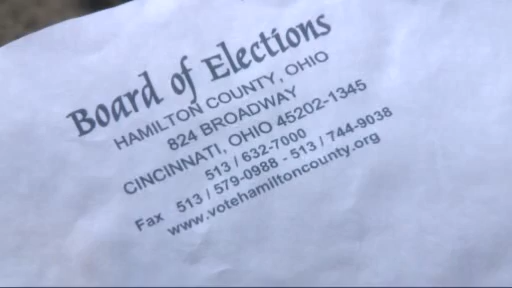 Board of Elections
HAMILTON COUNTY, OHIO
824 BROADWAY
CINCINNATI, OHIO 45202-1345
513 / 632-7000
Fax 513 / 579-0988 - 513 / 744-9038
www.votehamiltoncounty.org